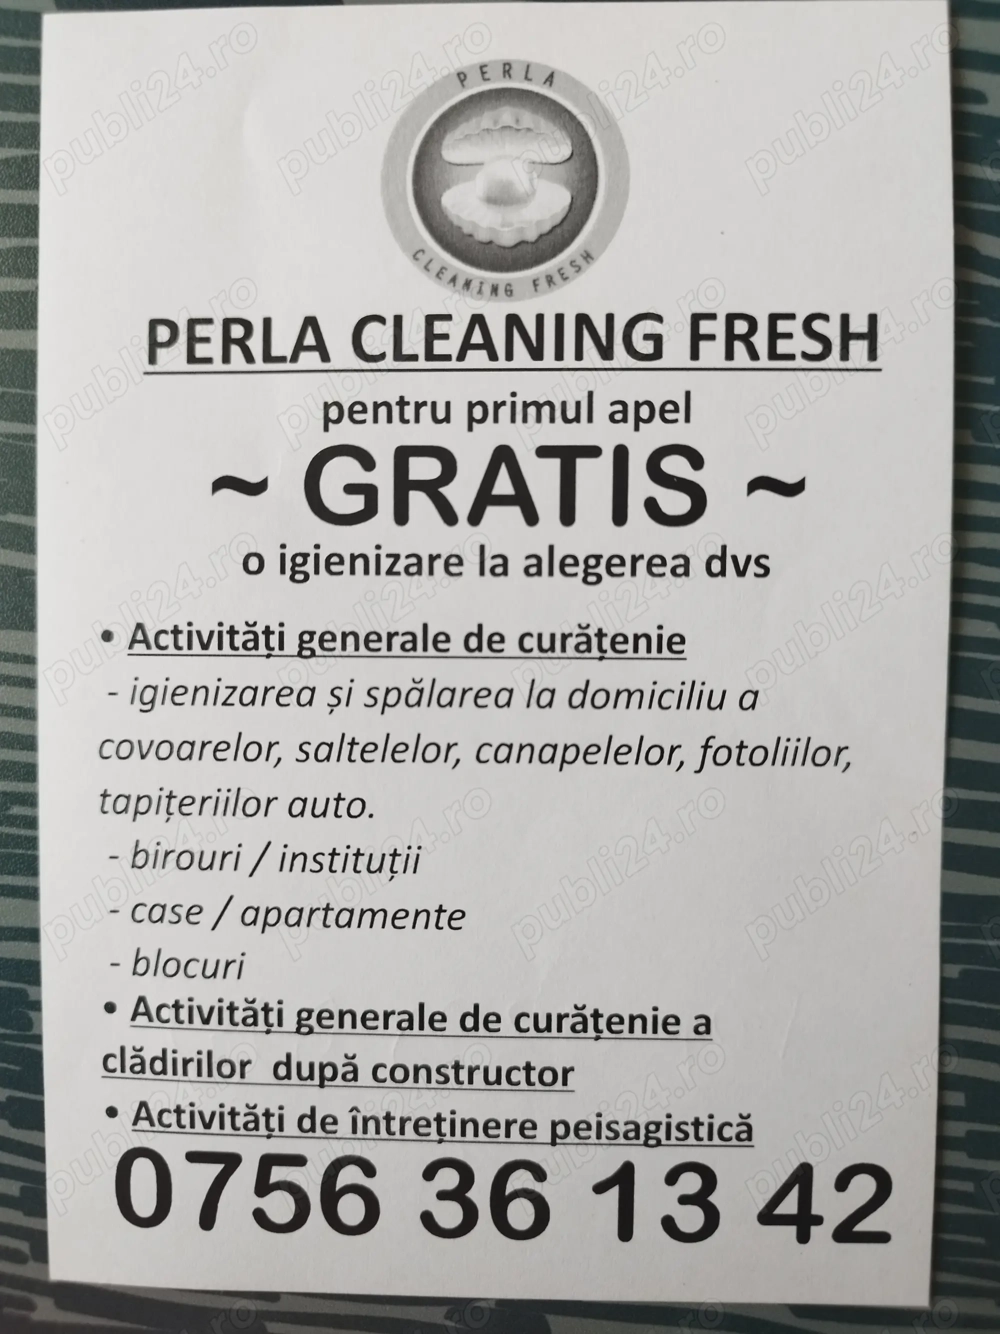 PERLA
CLEANING FRESH
PERLA CLEANING FRESH
pentru primul apel
~ GRATIS ~
o igienizare la alegerea dvs
• Activități generale de curățenie
- igienizarea și spălarea la domiciliu a
covoarelor, saltelelor, canapelelor, fotoliilor,
tapițeriilor auto.
- birouri / instituții
- case / apartamente
- blocuri
• Activități generale de curățenie a
clădirilor după constructor
• Activități de întreținere peisagistică
0756 36 13 42
publi24.ro